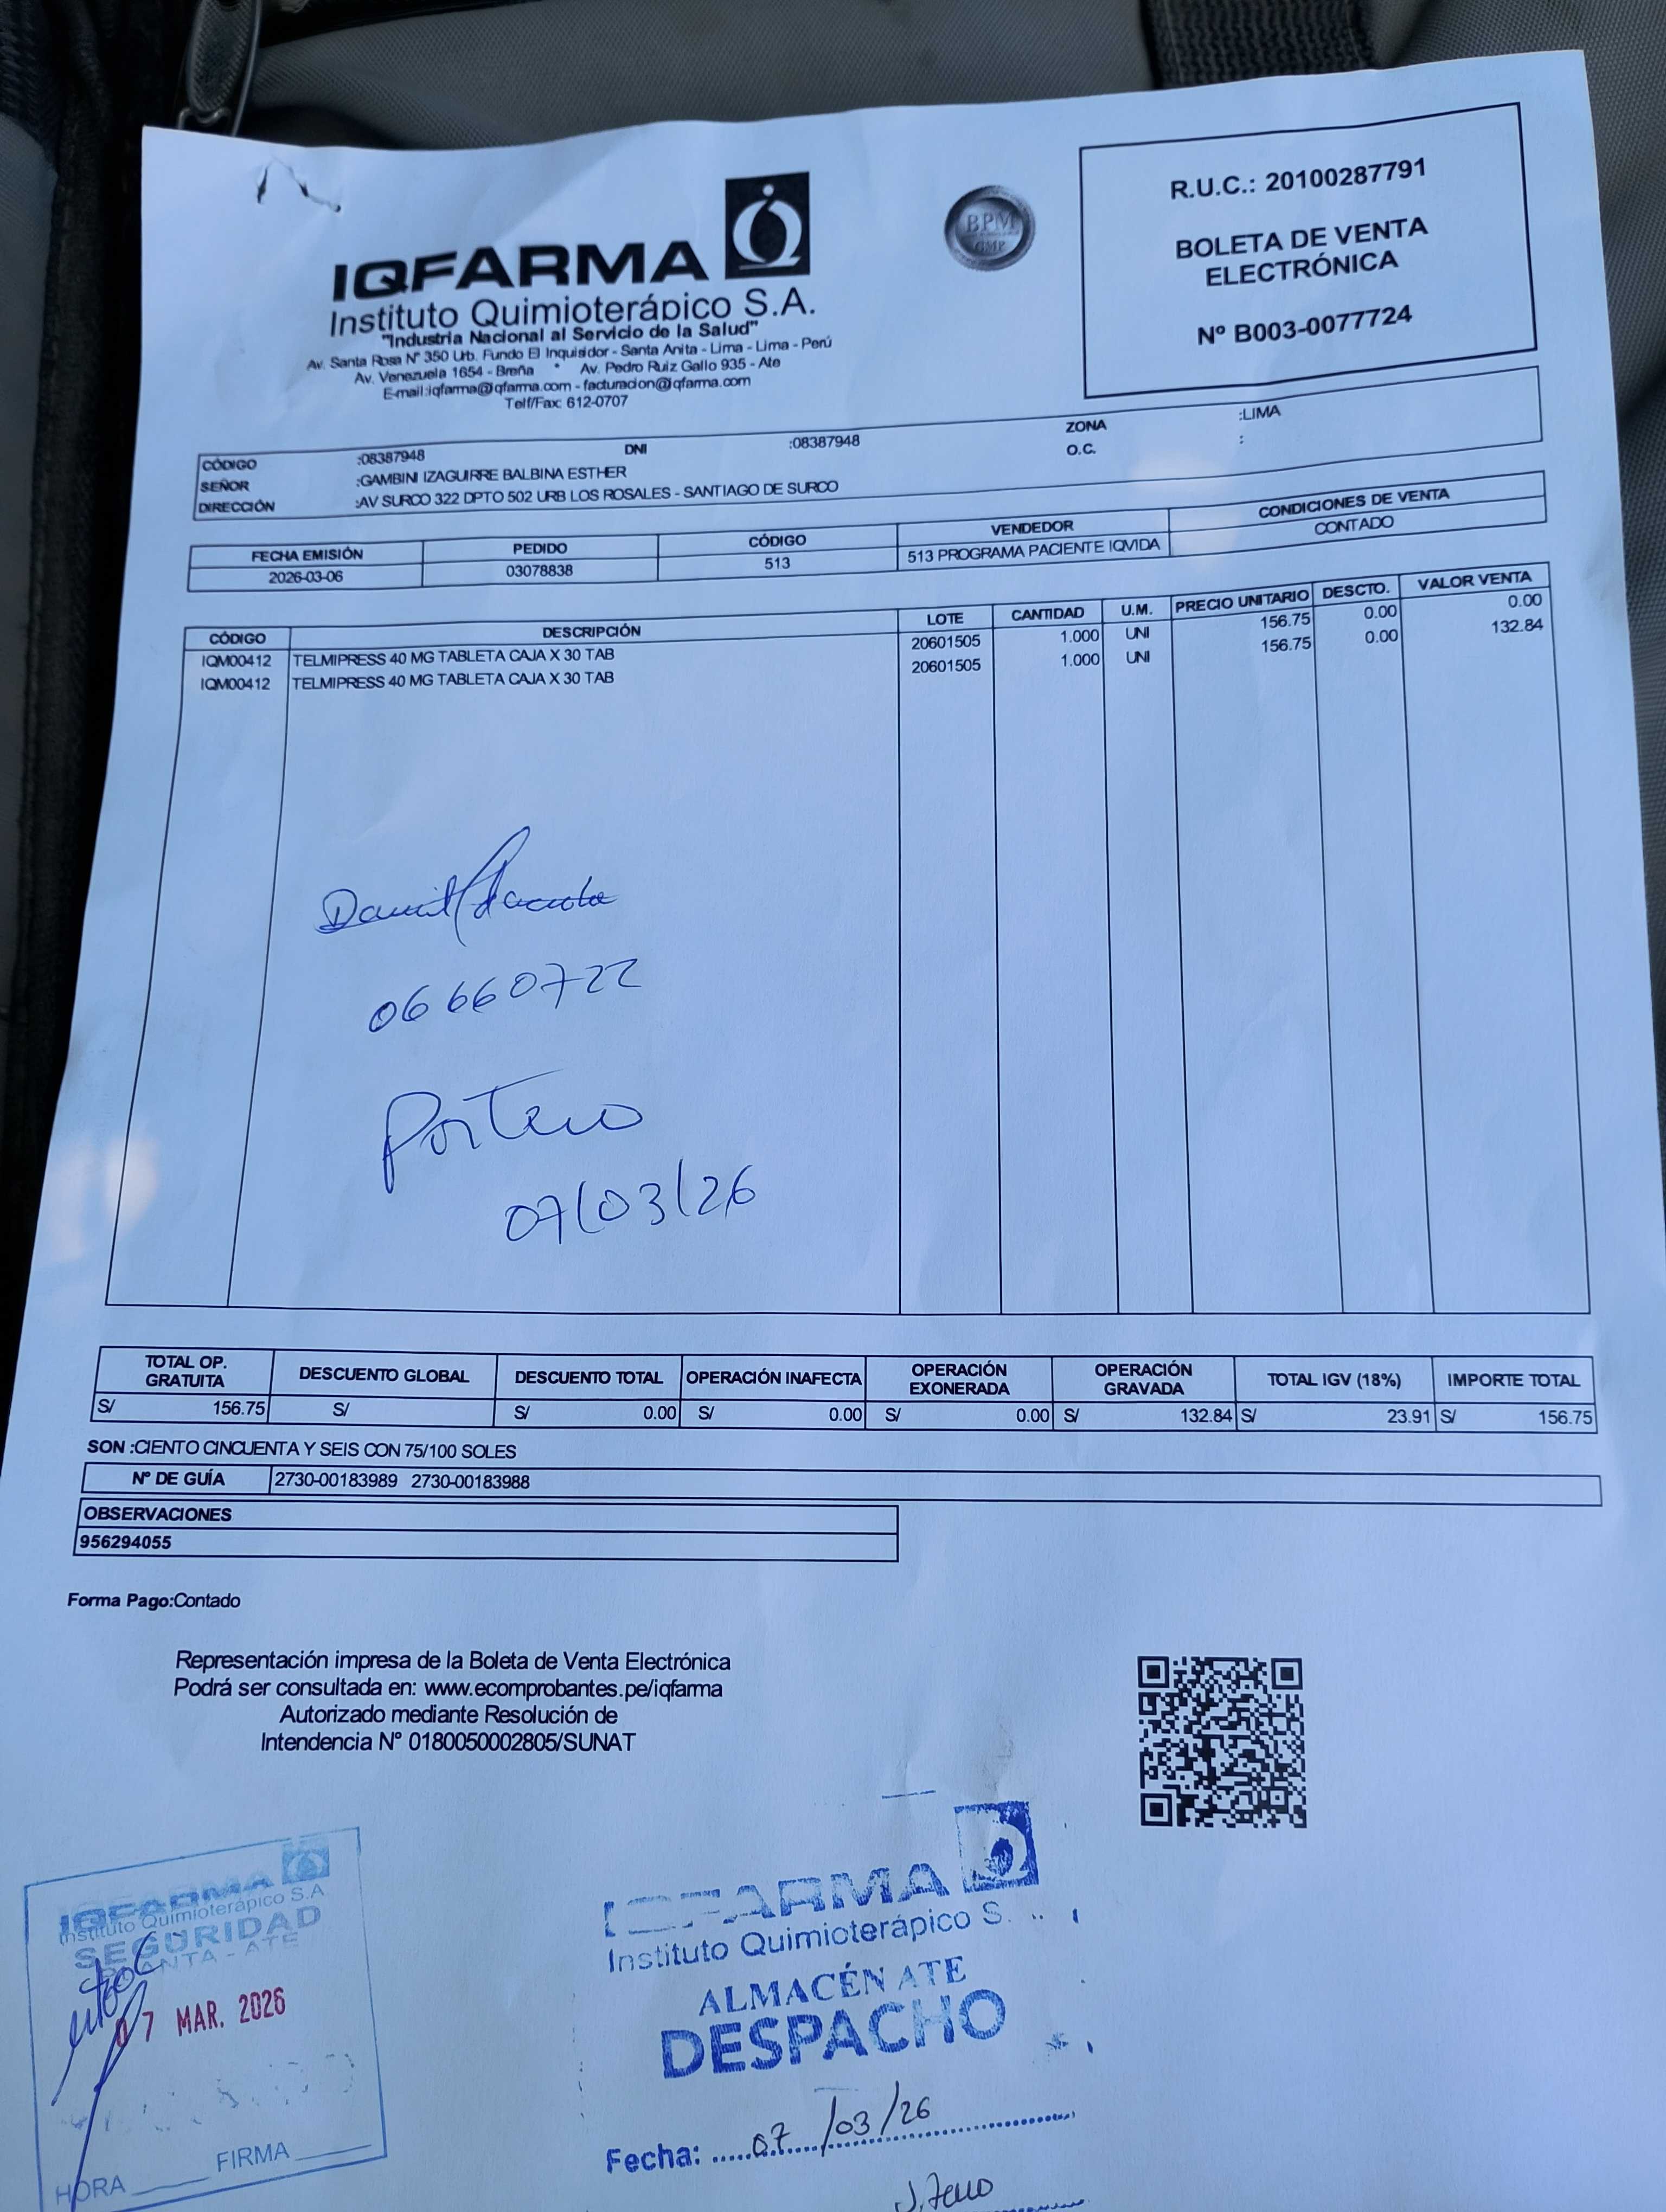 IQFARMA
Instituto Quimioterápico S.A.
"Industria Nacional al Servicio de la Salud"
Av. Santa Rosa N° 350 Urb. Fundo El Inquisidor - Santa Anita - Lima - Lima - Perú
Av. Venezuela 1654 - Breña * Av. Pedro Ruiz Gallo 935 - Ate
E-mail:iqfarma@iqfarma.com - facturacion@iqfarma.com
Telf/Fax: 612-0707
BPM
GMP
R.U.C.: 20100287791
BOLETA DE VENTA
ELECTRÓNICA
N° B003-0077724
CÓDIGO :08387948 DNI :08387948 ZONA :LIMA
SEÑOR :GAMBINI IZAGUIRRE BALBINA ESTHER O.C. :
DIRECCIÓN :AV SURCO 322 DPTO 502 URB LOS ROSALES - SANTIAGO DE SURCO
FECHA EMISIÓN PEDIDO CÓDIGO VENDEDOR CONDICIONES DE VENTA
2026-03-06 03078838 513 513 PROGRAMA PACIENTE IQVIDA CONTADO
CÓDIGO DESCRIPCIÓN LOTE CANTIDAD U.M. PRECIO UNITARIO DESCTO. VALOR VENTA
IQM00412 TELMIPRESS 40 MG TABLETA CAJA X 30 TAB 20601505 1.000 UNI 156.75 0.00 0.00
IQM00412 TELMIPRESS 40 MG TABLETA CAJA X 30 TAB 20601505 1.000 UNI 156.75 0.00 132.84
06660722
Portero
07/03/26
TOTAL OP. GRATUITA DESCUENTO GLOBAL DESCUENTO TOTAL OPERACIÓN INAFECTA OPERACIÓN EXONERADA OPERACIÓN GRAVADA TOTAL IGV (18%) IMPORTE TOTAL
S/ 156.75 S/ S/ 0.00 S/ 0.00 S/ 0.00 S/ 132.84 S/ 23.91 S/ 156.75
SON :CIENTO CINCUENTA Y SEIS CON 75/100 SOLES
N° DE GUÍA 2730-00183989 2730-00183988
OBSERVACIONES
956294055
Forma Pago:Contado
Representación impresa de la Boleta de Venta Electrónica
Podrá ser consultada en: www.ecomprobantes.pe/iqfarma
Autorizado mediante Resolución de
Intendencia N° 0180050002805/SUNAT
IQFARMA
Instituto Quimioterápico S.A
SEGURIDAD
PLANTA - ATE
07 MAR. 2026
HORA FIRMA
IQFARMA
Instituto Quimioterápico S.
ALMACÉN ATE
DESPACHO
Fecha: 07/03/26